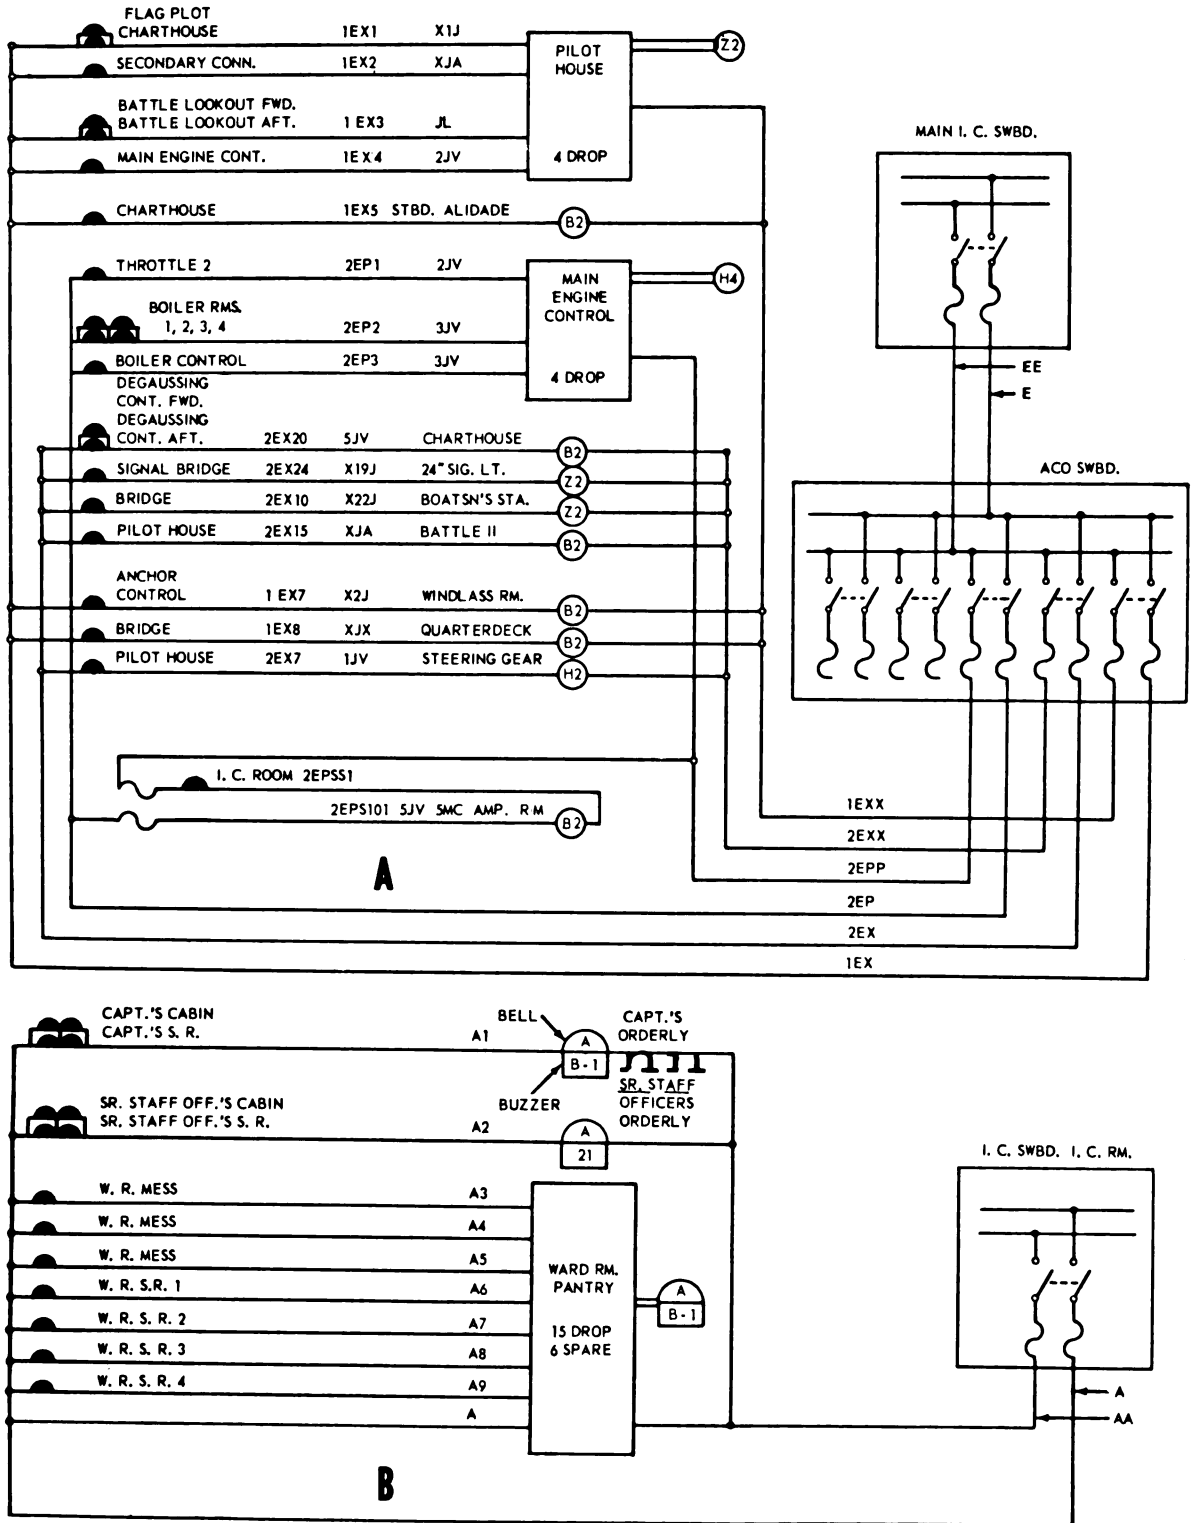 FLAG PLOT
CHARTHOUSE 1EX1 X1J
SECONDARY CONN. 1EX2 XJA
PILOT
HOUSE
Z2
BATTLE LOOKOUT FWD.
BATTLE LOOKOUT AFT. 1 EX3 JL
MAIN ENGINE CONT. 1EX4 2JV
4 DROP
MAIN I. C. SWBD.
CHARTHOUSE 1EX5 STBD. ALIDADE B2
THROTTLE 2 2EP1 2JV
MAIN
ENGINE
CONTROL
H4
BOILER RMS.
1, 2, 3, 4 2EP2 3JV
BOILER CONTROL 2EP3 3JV
4 DROP
EE
E
DEGAUSSING
CONT. FWD.
DEGAUSSING
CONT. AFT. 2EX20 5JV CHARTHOUSE B2
SIGNAL BRIDGE 2EX24 X19J 24" SIG. LT. Z2
BRIDGE 2EX10 X22J BOATSN'S STA. Z2
PILOT HOUSE 2EX15 XJA BATTLE II B2
ACO SWBD.
ANCHOR
CONTROL 1 EX7 X2J WINDLASS RM. B2
BRIDGE 1EX8 XJX QUARTERDECK B2
PILOT HOUSE 2EX7 1JV STEERING GEAR H2
I. C. ROOM 2EPSS1
2EPS101 5JV 5MC AMP. RM B2
1EXX
2EXX
2EPP
2EP
2EX
1EX
A
CAPT.'S CABIN
CAPT.'S S. R. A1
BELL
A
B-1
BUZZER
CAPT.'S
ORDERLY
SR. STAFF
OFFICERS
ORDERLY
SR. STAFF OFF.'S CABIN
SR. STAFF OFF.'S S. R. A2
A
21
W. R. MESS A3
W. R. MESS A4
W. R. MESS A5
W. R. S.R. 1 A6
W. R. S. R. 2 A7
W. R. S. R. 3 A8
W. R. S. R. 4 A9
A
WARD RM.
PANTRY
15 DROP
6 SPARE
A
B-1
I. C. SWBD. I. C. RM.
A
AA
B